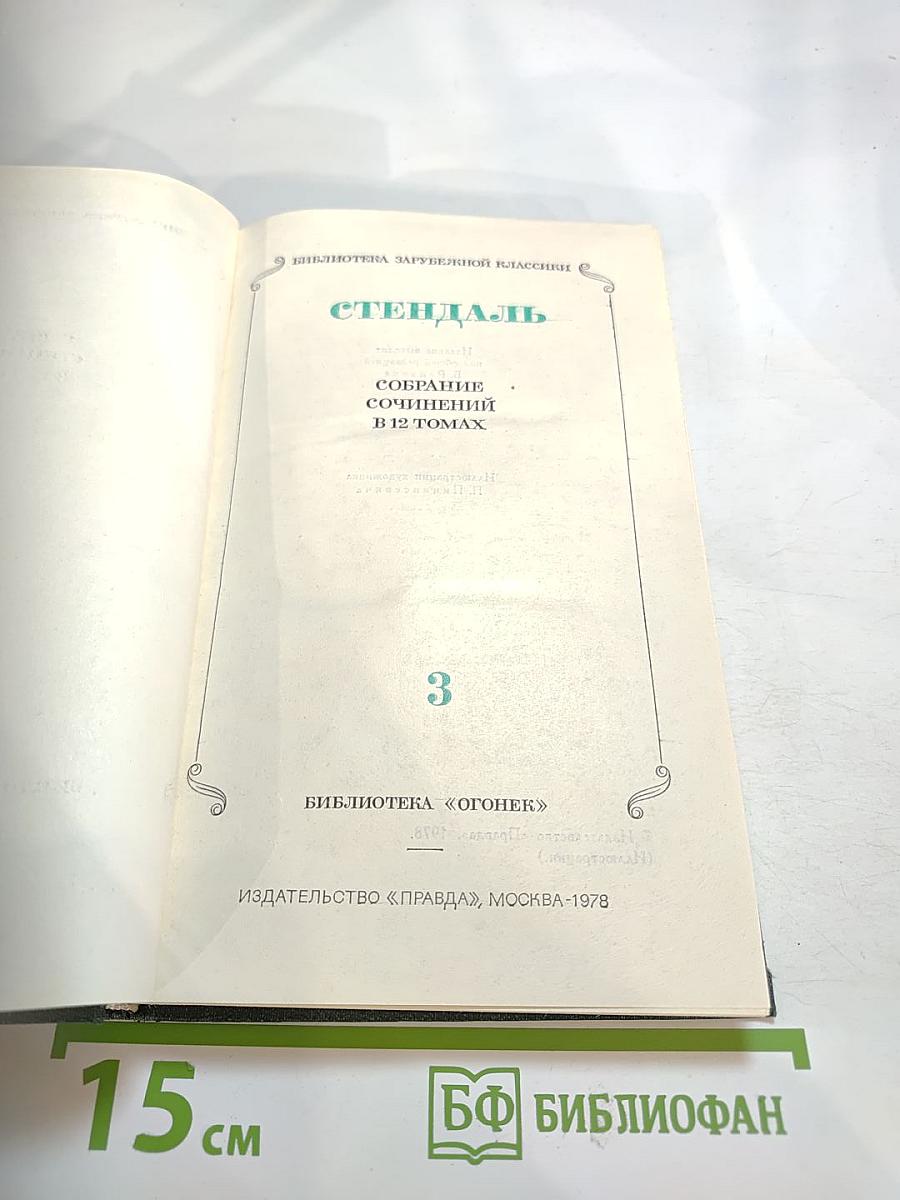 БИБЛИОТЕКА ЗАРУБЕЖНОЙ КЛАССИКИ
СТЕНДАЛЬ
СОБРАНИЕ
СОЧИНЕНИЙ
В 12 ТОМАХ
3
БИБЛИОТЕКА «ОГОНЕК»
ИЗДАТЕЛЬСТВО «ПРАВДА», МОСКВА-1978
15 см
БФ БИБЛИОФАН